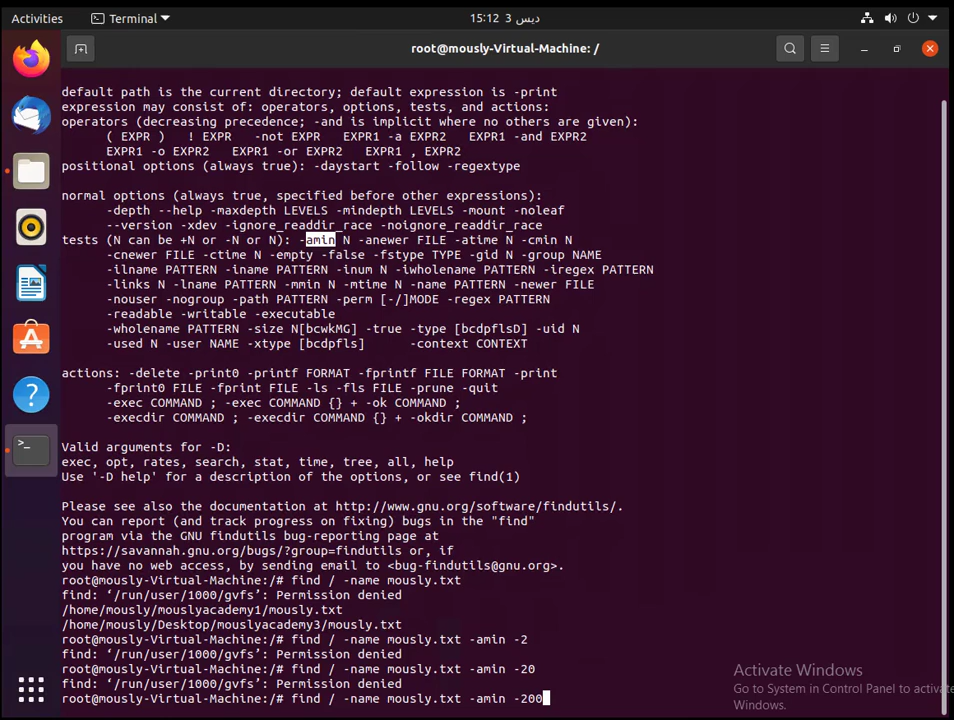 Activities
Terminal
15:12 ديس 3
root@mously-Virtual-Machine: /
default path is the current directory; default expression is -print
expression may consist of: operators, options, tests, and actions:
operators (decreasing precedence; -and is implicit where no others are given):
( EXPR ) ! EXPR -not EXPR EXPR1 -a EXPR2 EXPR1 -and EXPR2
EXPR1 -o EXPR2 EXPR1 -or EXPR2 EXPR1 , EXPR2
positional options (always true): -daystart -follow -regextype
normal options (always true, specified before other expressions):
-depth --help -maxdepth LEVELS -mindepth LEVELS -mount -noleaf
--version -xdev -ignore_readdir_race -noignore_readdir_race
tests (N can be +N or -N or N): -amin N -anewer FILE -atime N -cmin N
-cnewer FILE -ctime N -empty -false -fstype TYPE -gid N -group NAME
-ilname PATTERN -iname PATTERN -inum N -iwholename PATTERN -iregex PATTERN
-links N -lname PATTERN -mmin N -mtime N -name PATTERN -newer FILE
-nouser -nogroup -path PATTERN -perm [-/]MODE -regex PATTERN
-readable -writable -executable
-wholename PATTERN -size N[bcwkMG] -true -type [bcdpflsD] -uid N
-used N -user NAME -xtype [bcdpfls] -context CONTEXT
actions: -delete -print0 -printf FORMAT -fprintf FILE FORMAT -print
-fprint0 FILE -fprint FILE -ls -fls FILE -prune -quit
-exec COMMAND ; -exec COMMAND {} + -ok COMMAND ;
-execdir COMMAND ; -execdir COMMAND {} + -okdir COMMAND ;
Valid arguments for -D:
exec, opt, rates, search, stat, time, tree, all, help
Use '-D help' for a description of the options, or see find(1)
Please see also the documentation at http://www.gnu.org/software/findutils/.
You can report (and track progress on fixing) bugs in the "find"
program via the GNU findutils bug-reporting page at
https://savannah.gnu.org/bugs/?group=findutils or, if
you have no web access, by sending email to <bug-findutils@gnu.org>.
root@mously-Virtual-Machine:/# find / -name mously.txt
find: ‘/run/user/1000/gvfs’: Permission denied
/home/mously/mouslyacademy1/mously.txt
/home/mously/Desktop/mouslyacademy3/mously.txt
root@mously-Virtual-Machine:/# find / -name mously.txt -amin -2
find: ‘/run/user/1000/gvfs’: Permission denied
root@mously-Virtual-Machine:/# find / -name mously.txt -amin -20
find: ‘/run/user/1000/gvfs’: Permission denied
root@mously-Virtual-Machine:/# find / -name mously.txt -amin -200
Activate Windows
Go to System in Control Panel to activate
Windows.